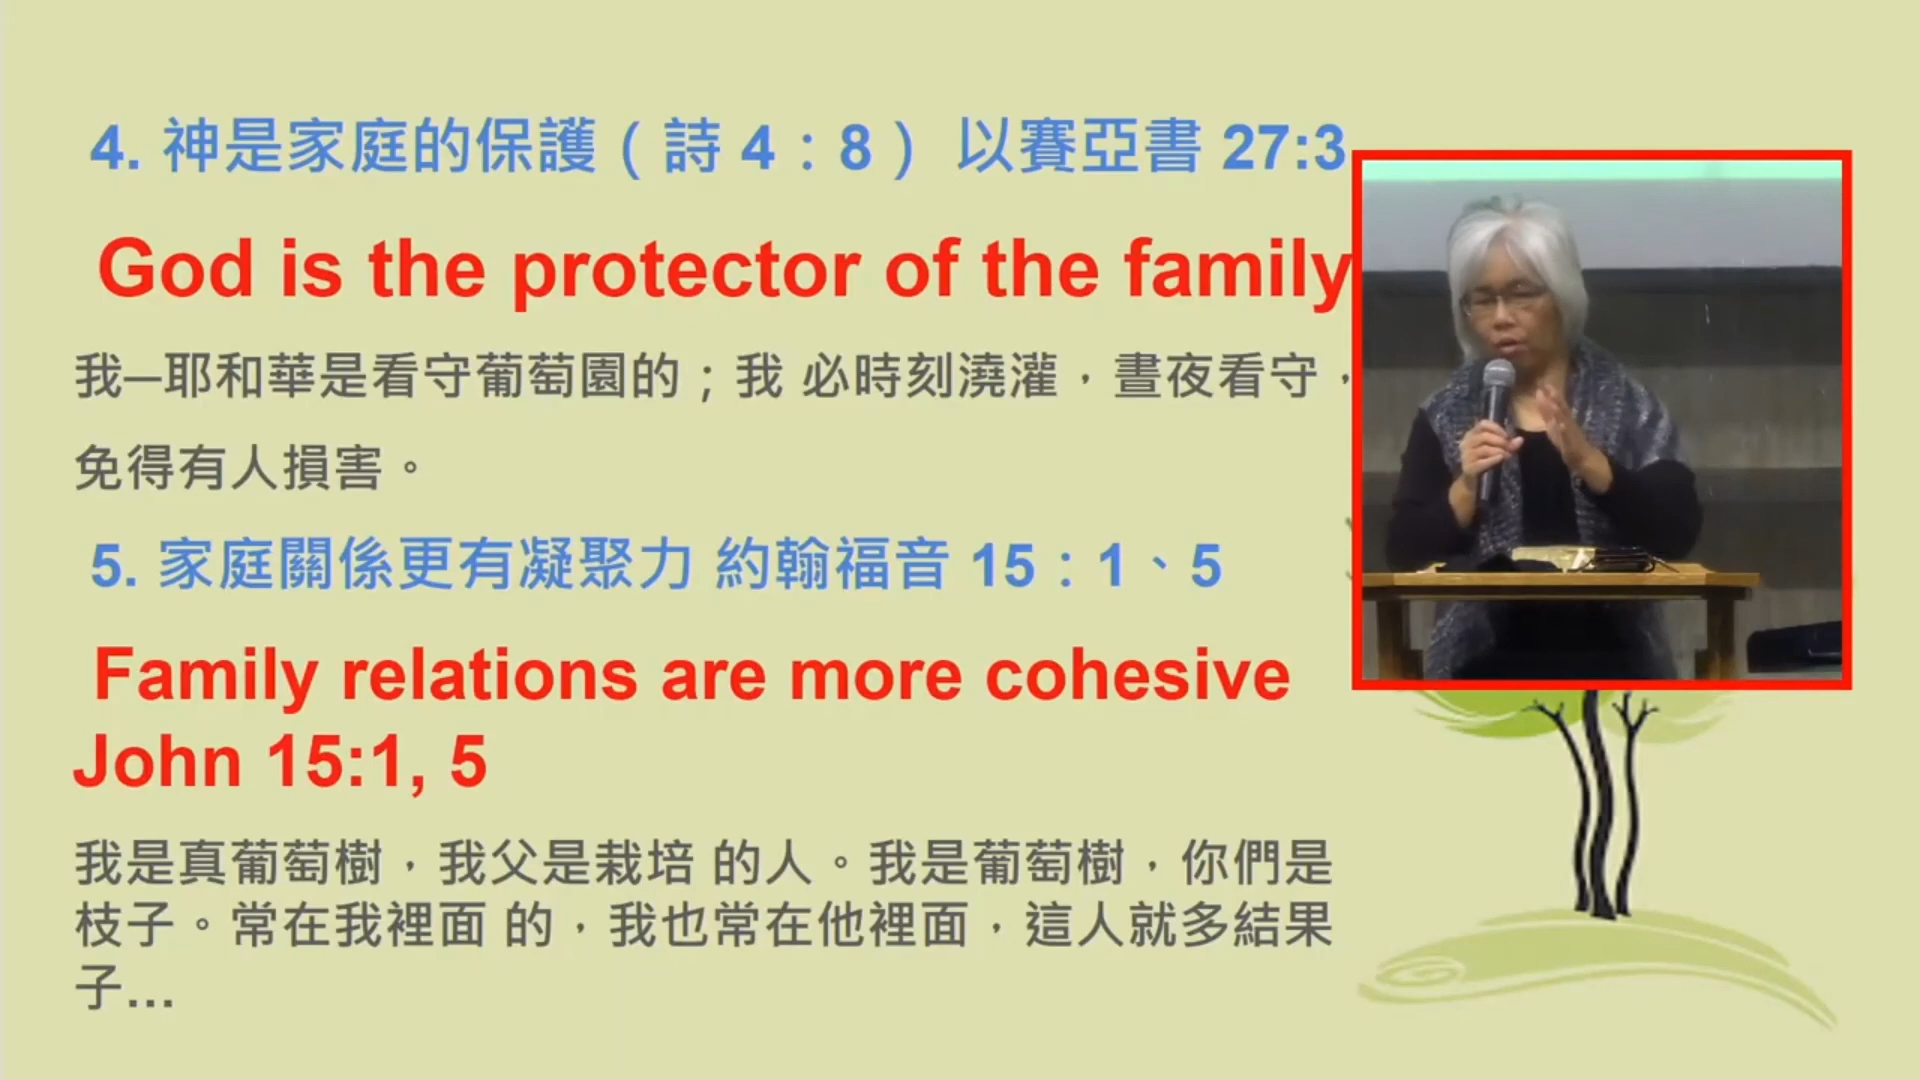 4. 神是家庭的保護（詩 4：8） 以賽亞書 27:3
God is the protector of the family
我─耶和華是看守葡萄園的；我 必時刻澆灌，晝夜看守，
免得有人損害。
5. 家庭關係更有凝聚力 約翰福音 15：1、5
Family relations are more cohesive
John 15:1, 5
我是真葡萄樹，我父是栽培 的人。我是葡萄樹，你們是
枝子。常在我裡面 的，我也常在他裡面，這人就多結果
子…